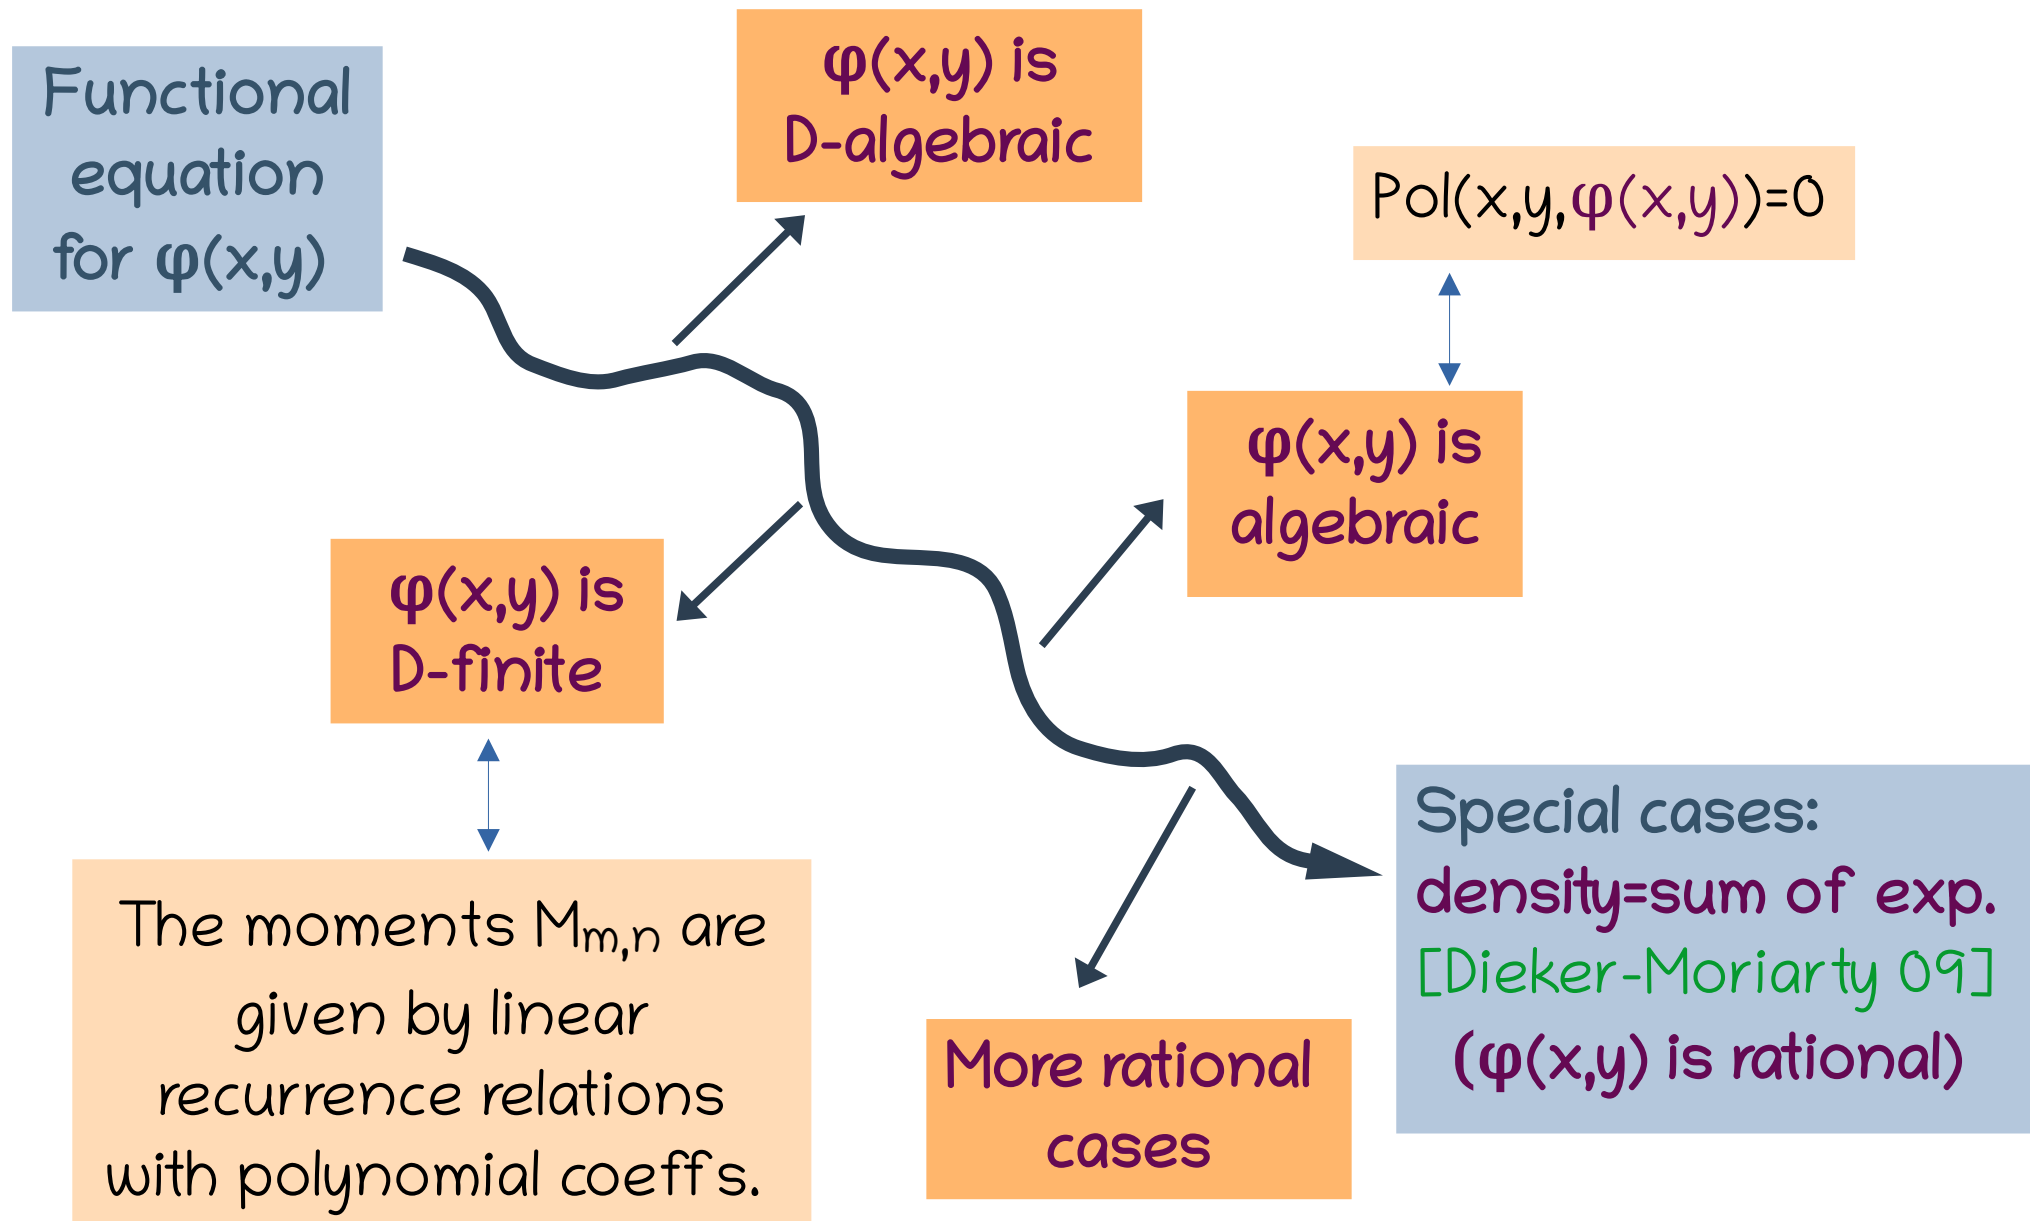 Functional
equation
for φ(x,y)
φ(x,y) is
D-algebraic
Pol(x,y,φ(x,y))=0
φ(x,y) is
algebraic
φ(x,y) is
D-finite
The moments Mm,n are
given by linear
recurrence relations
with polynomial coeffs.
More rational
cases
Special cases:
density=sum of exp.
[Dieker-Moriarty 09]
(φ(x,y) is rational)